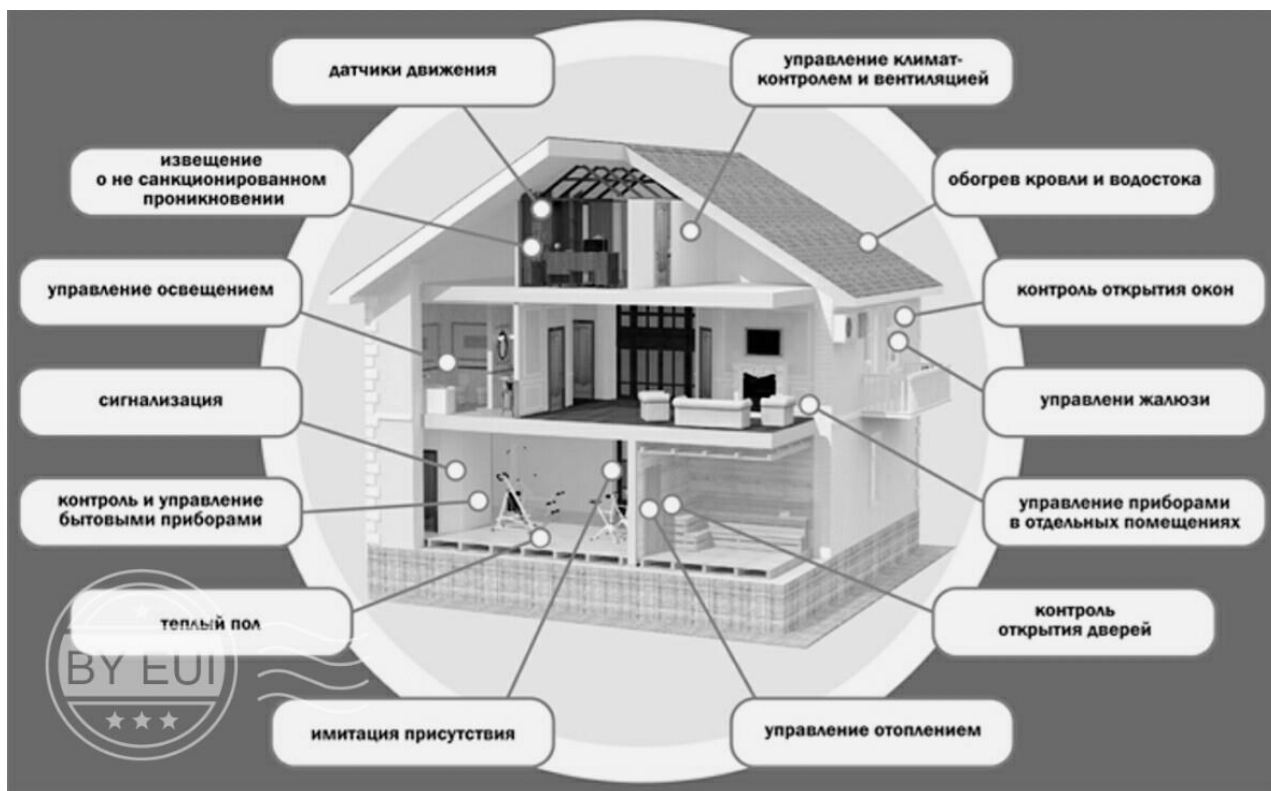 датчики движения
управление климат-
контролем и вентиляцией
извещение
о не санкционированном
проникновении
обогрев кровли и водостока
управление освещением
контроль открытия окон
сигнализация
управлени жалюзи
контроль и управление
бытовыми приборами
управление приборами
в отдельных помещениях
теплый пол
контроль
открытия дверей
BY EUI
имитация присутствия
управление отоплением